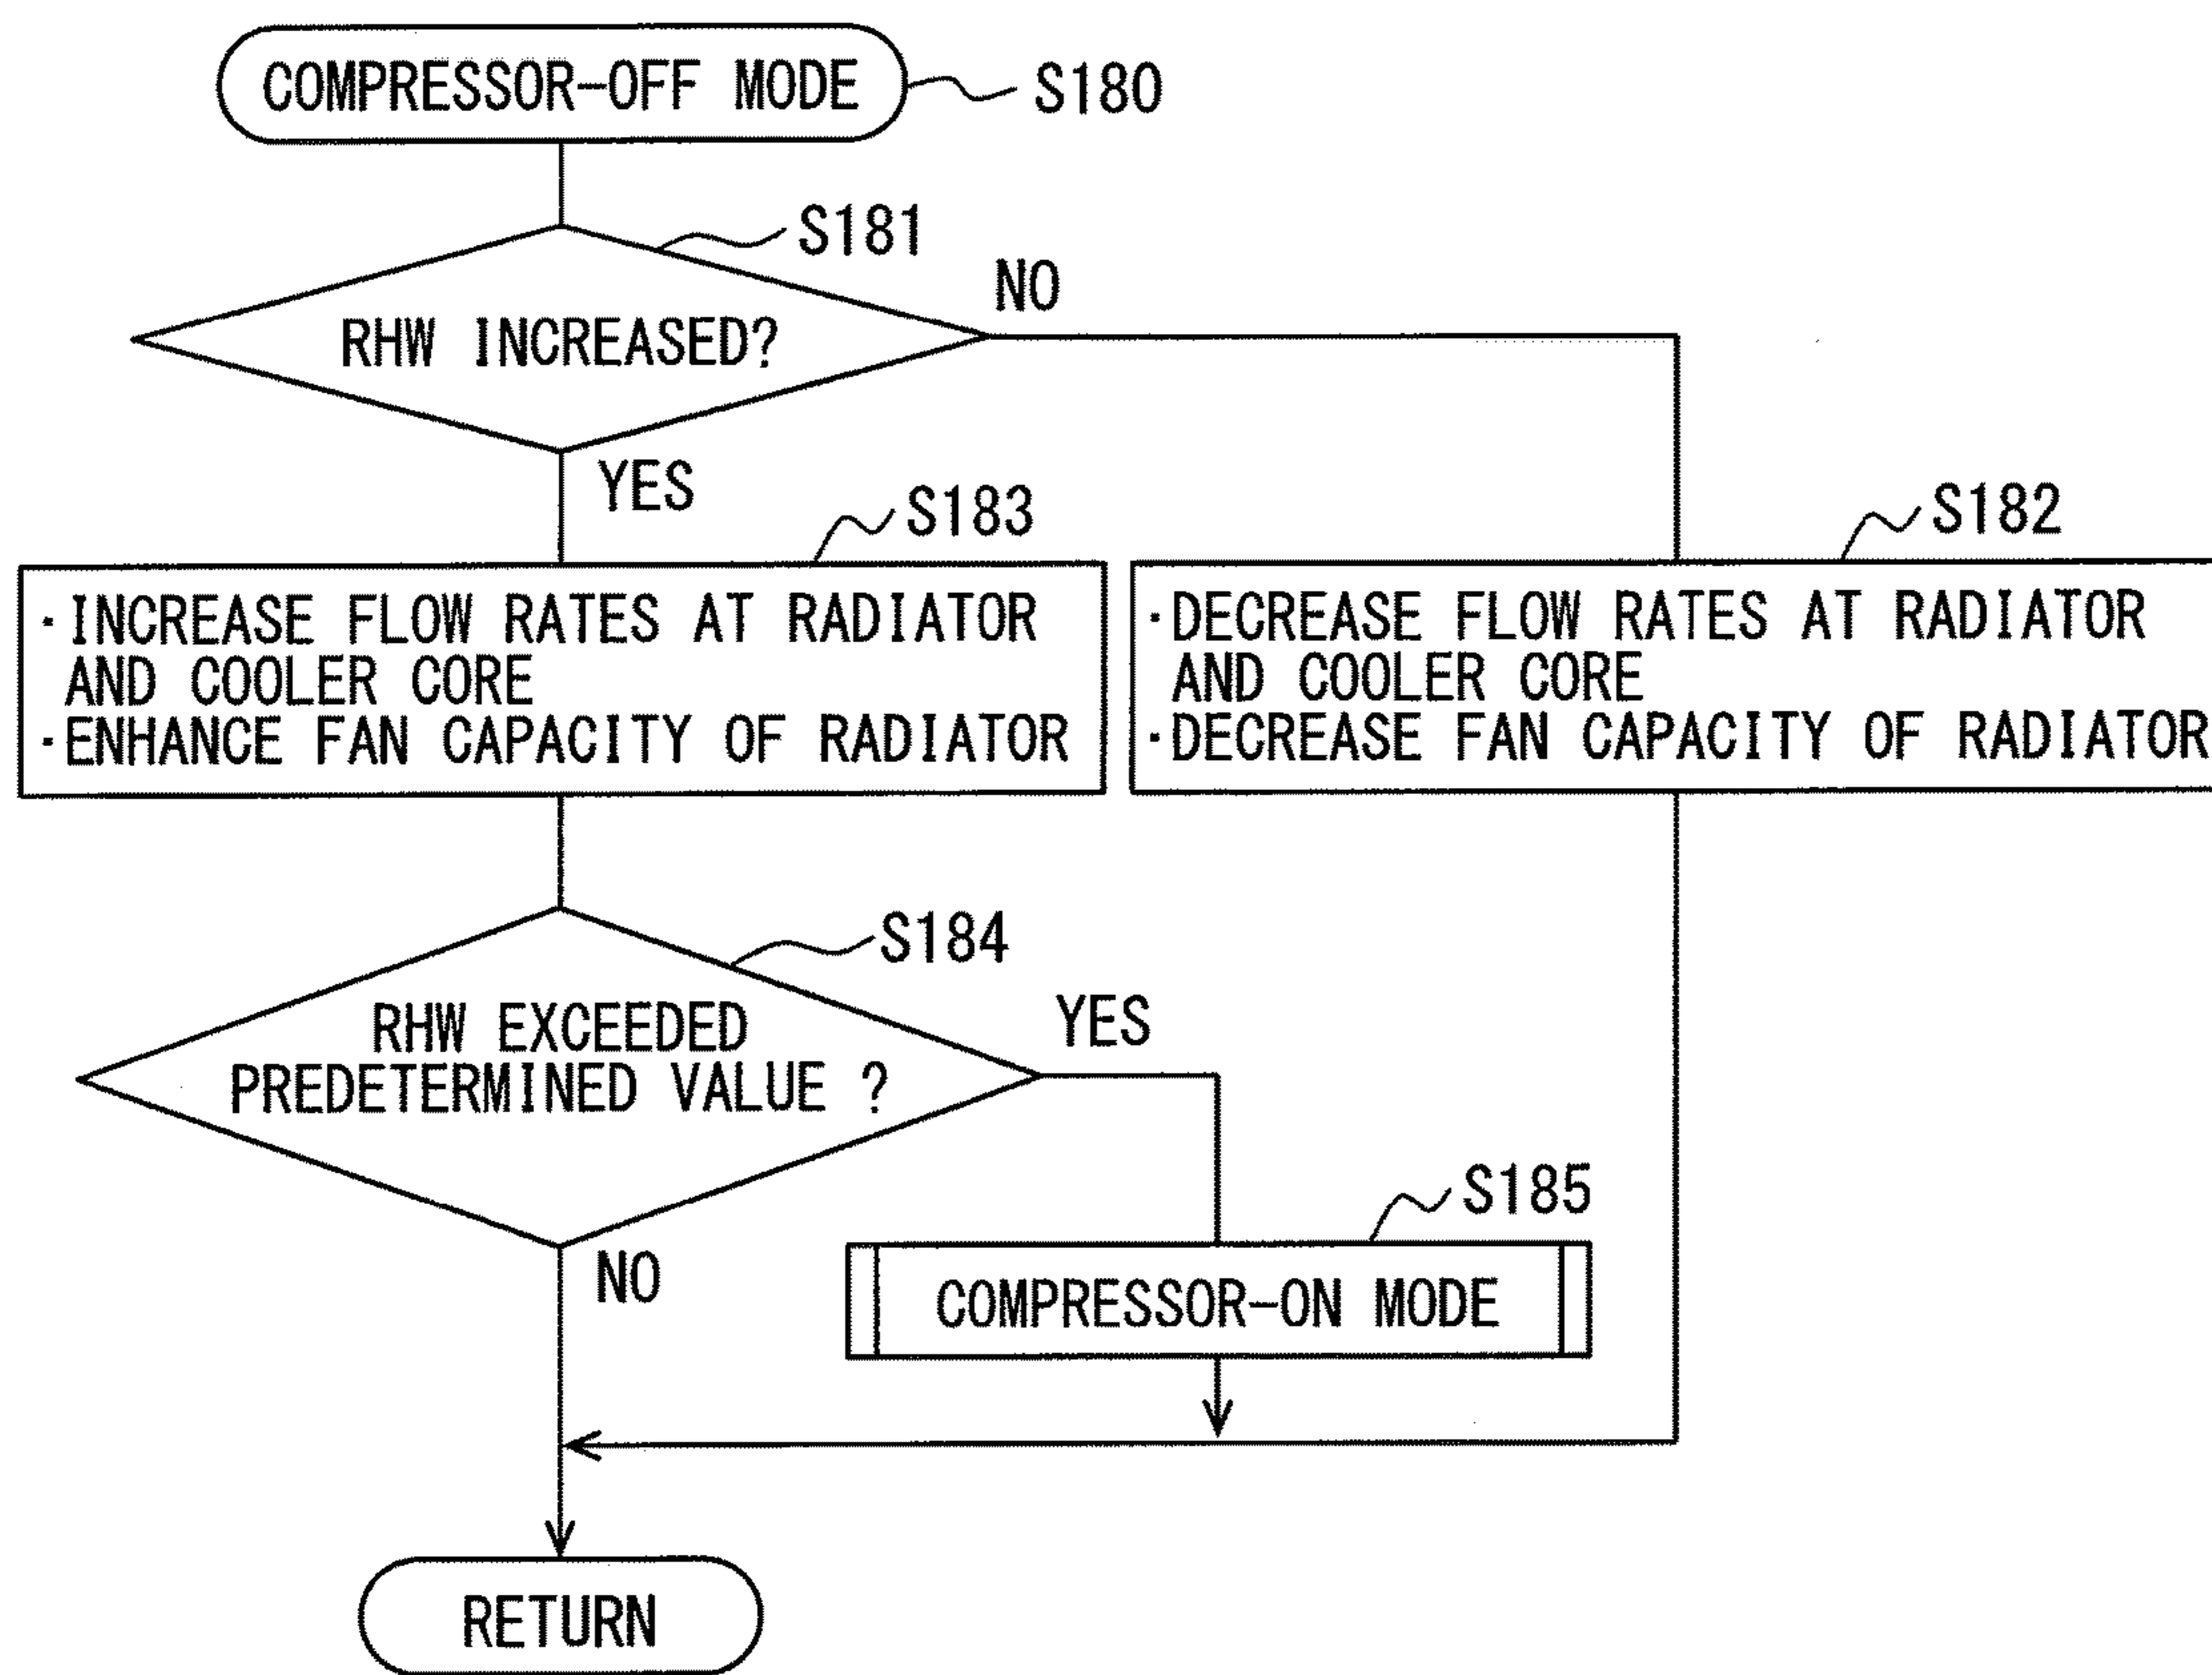 COMPRESSOR-OFF MODE
S180
S181
RHW INCREASED?
NO
YES
S183
·INCREASE FLOW RATES AT RADIATOR
AND COOLER CORE
·ENHANCE FAN CAPACITY OF RADIATOR
S182
·DECREASE FLOW RATES AT RADIATOR
AND COOLER CORE
·DECREASE FAN CAPACITY OF RADIATOR
S184
RHW EXCEEDED
PREDETERMINED VALUE ?
YES
NO
S185
COMPRESSOR-ON MODE
RETURN